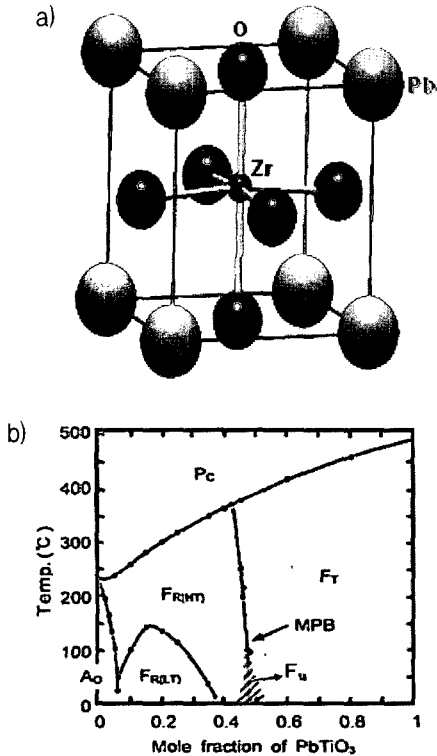 a)
O
Pb
Zr
b)
500
400
300
200
100
0
Temp.(℃)
Pc
FR(HT)
FT
MPB
Ao
FR(LT)
Fu
0 0.2 0.4 0.6 0.8 1
Mole fraction of PbTiO3